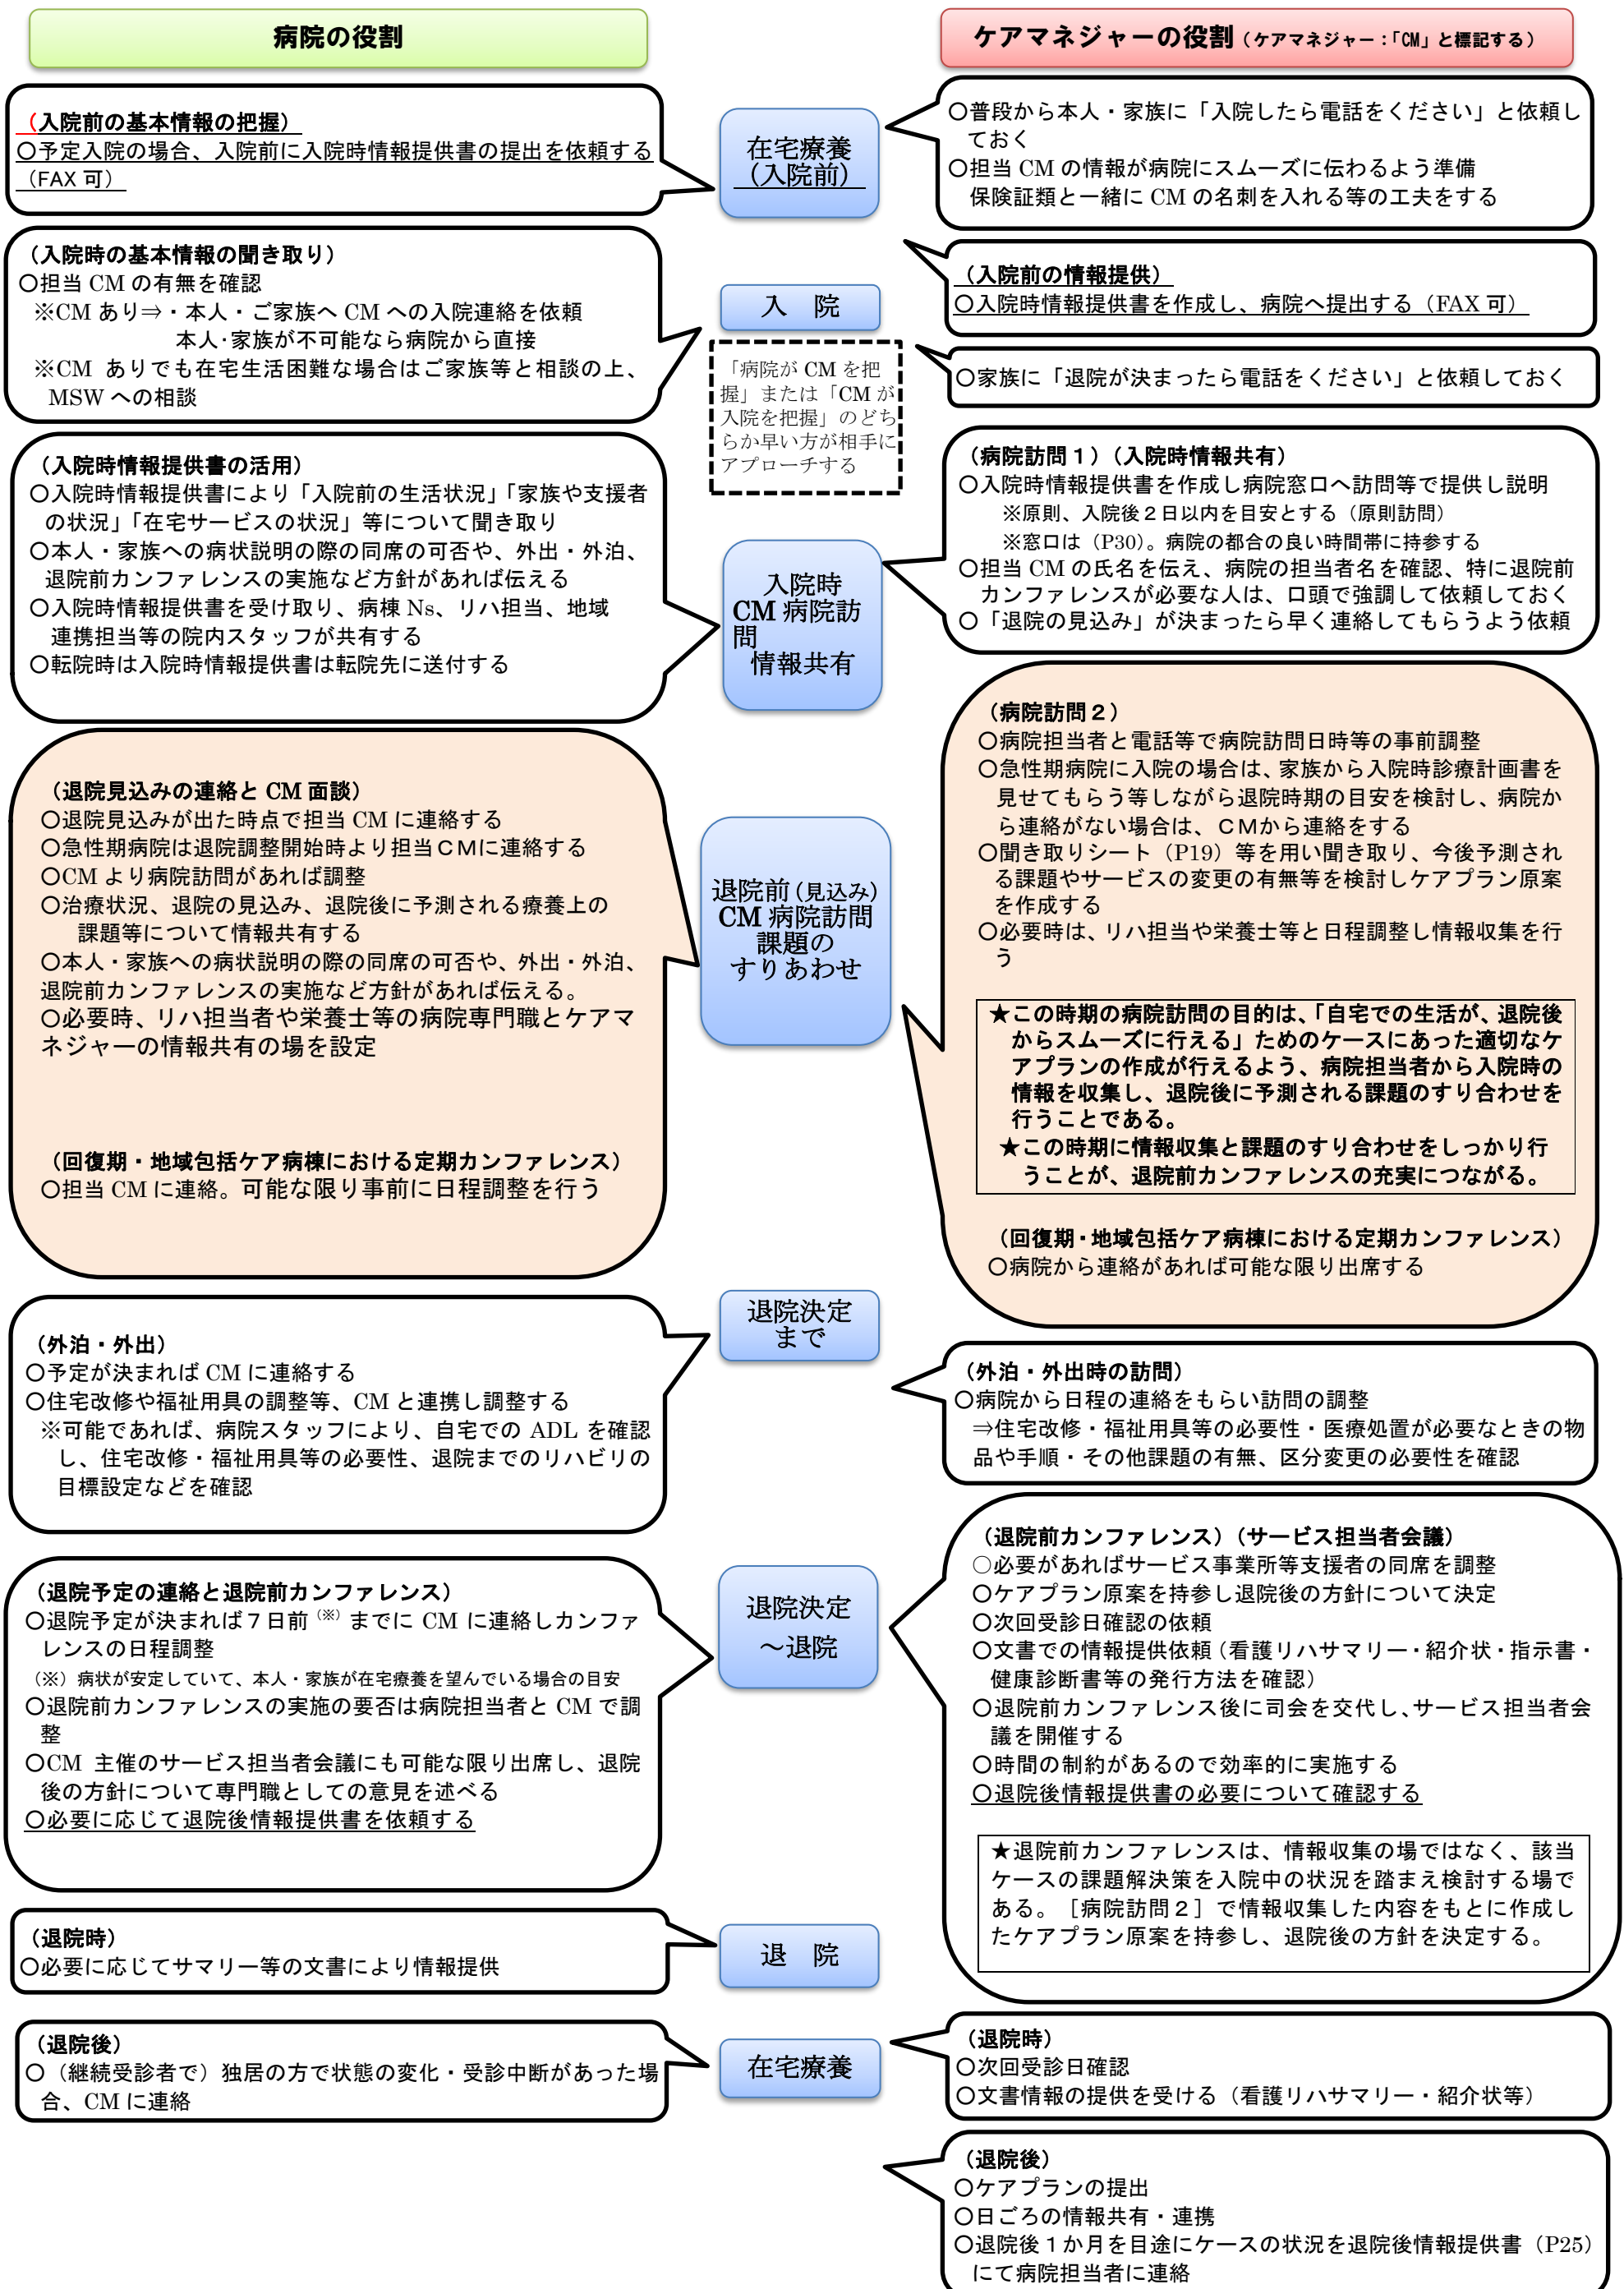 病院の役割
ケアマネジャーの役割（ケアマネジャー：「CM」と標記する）
（入院前の基本情報の把握）
○予定入院の場合、入院前に入院時情報提供書の提出を依頼する
（FAX 可）
在宅療養
（入院前）
○普段から本人・家族に「入院したら電話をください」と依頼し
ておく
○担当 CM の情報が病院にスムーズに伝わるよう準備
保険証類と一緒に CM の名刺を入れる等の工夫をする
（入院時の基本情報の聞き取り）
○担当 CM の有無を確認
※CM あり⇒・本人・ご家族へ CM への入院連絡を依頼
本人・家族が不可能なら病院から直接
※CM ありでも在宅生活困難な場合はご家族等と相談の上、
MSW への相談
入　院
「病院が CM を把
握」または「CM が
入院を把握」のどち
らか早い方が相手に
アプローチする
（入院前の情報提供）
○入院時情報提供書を作成し、病院へ提出する（FAX 可）
○家族に「退院が決まったら電話をください」と依頼しておく
（入院時情報提供書の活用）
○入院時情報提供書により「入院前の生活状況」「家族や支援者
の状況」「在宅サービスの状況」等について聞き取り
○本人・家族への病状説明の際の同席の可否や、外出・外泊、
退院前カンファレンスの実施など方針があれば伝える
○入院時情報提供書を受け取り、病棟 Ns、リハ担当、地域
連携担当等の院内スタッフが共有する
○転院時は入院時情報提供書は転院先に送付する
入院時
CM 病院訪
問
情報共有
（病院訪問１）（入院時情報共有）
○入院時情報提供書を作成し病院窓口へ訪問等で提供し説明
※原則、入院後２日以内を目安とする（原則訪問）
※窓口は（P30）。病院の都合の良い時間帯に持参する
○担当 CM の氏名を伝え、病院の担当者名を確認、特に退院前
カンファレンスが必要な人は、口頭で強調して依頼しておく
○「退院の見込み」が決まったら早く連絡してもらうよう依頼
（退院見込みの連絡と CM 面談）
○退院見込みが出た時点で担当 CM に連絡する
○急性期病院は退院調整開始時より担当ＣＭに連絡する
○CM より病院訪問があれば調整
○治療状況、退院の見込み、退院後に予測される療養上の
課題等について情報共有する
○本人・家族への病状説明の際の同席の可否や、外出・外泊、
退院前カンファレンスの実施など方針があれば伝える。
○必要時、リハ担当者や栄養士等の病院専門職とケアマ
ネジャーの情報共有の場を設定
（回復期・地域包括ケア病棟における定期カンファレンス）
○担当 CM に連絡。可能な限り事前に日程調整を行う
退院前（見込み）
CM 病院訪問
課題の
すりあわせ
（病院訪問２）
○病院担当者と電話等で病院訪問日時等の事前調整
○急性期病院に入院の場合は、家族から入院時診療計画書を
見せてもらう等しながら退院時期の目安を検討し、病院か
ら連絡がない場合は、ＣＭから連絡をする
○聞き取りシート（P19）等を用い聞き取り、今後予測され
る課題やサービスの変更の有無等を検討しケアプラン原案
を作成する
○必要時は、リハ担当や栄養士等と日程調整し情報収集を行
う
★この時期の病院訪問の目的は、「自宅での生活が、退院後
からスムーズに行える」ためのケースにあった適切なケ
アプランの作成が行えるよう、病院担当者から入院時の
情報を収集し、退院後に予測される課題のすり合わせを
行うことである。
★この時期に情報収集と課題のすり合わせをしっかり行
うことが、退院前カンファレンスの充実につながる。
（回復期・地域包括ケア病棟における定期カンファレンス）
○病院から連絡があれば可能な限り出席する
（外泊・外出）
○予定が決まれば CM に連絡する
○住宅改修や福祉用具の調整等、CM と連携し調整する
※可能であれば、病院スタッフにより、自宅での ADL を確認
し、住宅改修・福祉用具等の必要性、退院までのリハビリの
目標設定などを確認
退院決定
まで
（外泊・外出時の訪問）
○病院から日程の連絡をもらい訪問の調整
⇒住宅改修・福祉用具等の必要性・医療処置が必要なときの物
品や手順・その他課題の有無、区分変更の必要性を確認
（退院予定の連絡と退院前カンファレンス）
○退院予定が決まれば７日前（※）までに CM に連絡しカンファ
レンスの日程調整
（※）病状が安定していて、本人・家族が在宅療養を望んでいる場合の目安
○退院前カンファレンスの実施の要否は病院担当者と CM で調
整
○CM 主催のサービス担当者会議にも可能な限り出席し、退院
後の方針について専門職としての意見を述べる
○必要に応じて退院後情報提供書を依頼する
退院決定
～退院
（退院前カンファレンス）（サービス担当者会議）
○必要があればサービス事業所等支援者の同席を調整
○ケアプラン原案を持参し退院後の方針について決定
○次回受診日確認の依頼
○文書での情報提供依頼（看護リハサマリー・紹介状・指示書・
健康診断書等の発行方法を確認）
○退院前カンファレンス後に司会を交代し、サービス担当者会
議を開催する
○時間の制約があるので効率的に実施する
○退院後情報提供書の必要について確認する
★退院前カンファレンスは、情報収集の場ではなく、該当
ケースの課題解決策を入院中の状況を踏まえ検討する場で
ある。［病院訪問２］で情報収集した内容をもとに作成し
たケアプラン原案を持参し、退院後の方針を決定する。
（退院時）
○必要に応じてサマリー等の文書により情報提供
退　院
（退院後）
○（継続受診者で）独居の方で状態の変化・受診中断があった場
合、CM に連絡
在宅療養
（退院時）
○次回受診日確認
○文書情報の提供を受ける（看護リハサマリー・紹介状等）
（退院後）
○ケアプランの提出
○日ごろの情報共有・連携
○退院後１か月を目途にケースの状況を退院後情報提供書（P25）
にて病院担当者に連絡